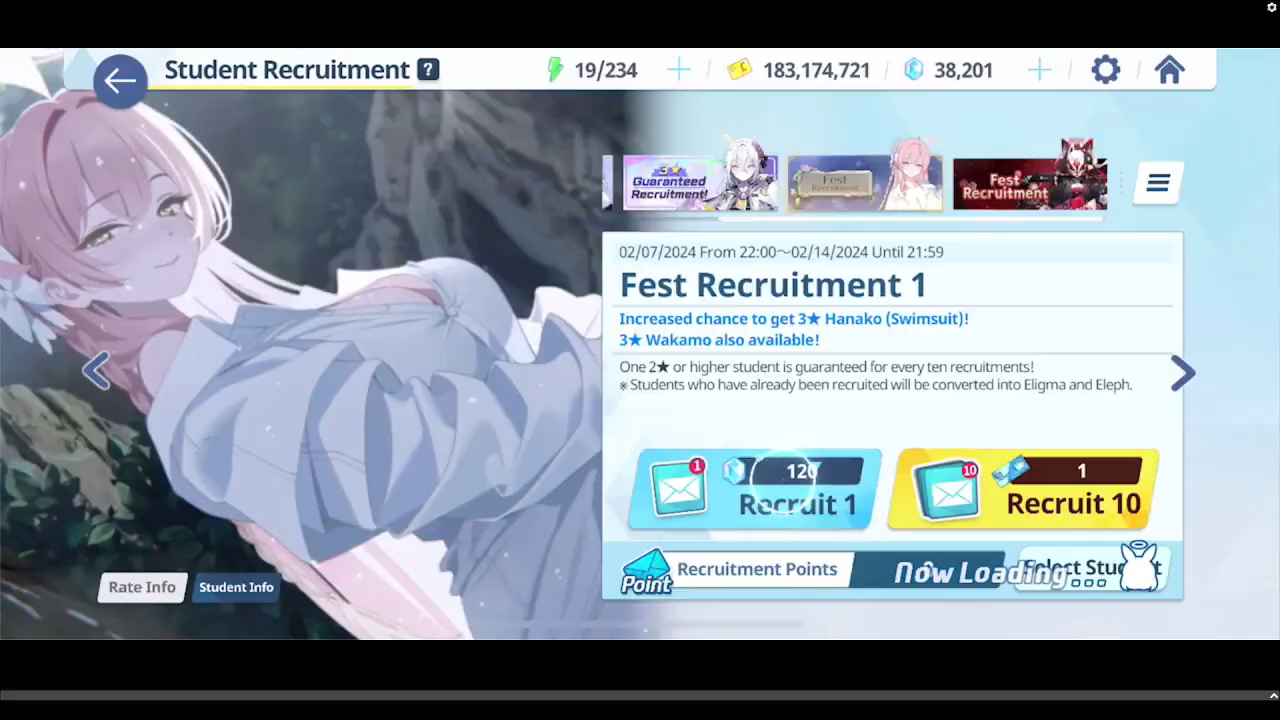 Student Recruitment ?
19/234
183,174,721
38,201
3★
Guaranteed
Recruitment!
Fest
Recruitment
Fest
Recruitment
02/07/2024 From 22:00～02/14/2024 Until 21:59
Fest Recruitment 1
Increased chance to get 3★ Hanako (Swimsuit)!
3★ Wakamo also available!
One 2★ or higher student is guaranteed for every ten recruitments!
※ Students who have already been recruited will be converted into Eligma and Eleph.
1
120
Recruit 1
10
1
Recruit 10
Point
Recruitment Points
Now Loading...
Select
Rate Info
Student Info